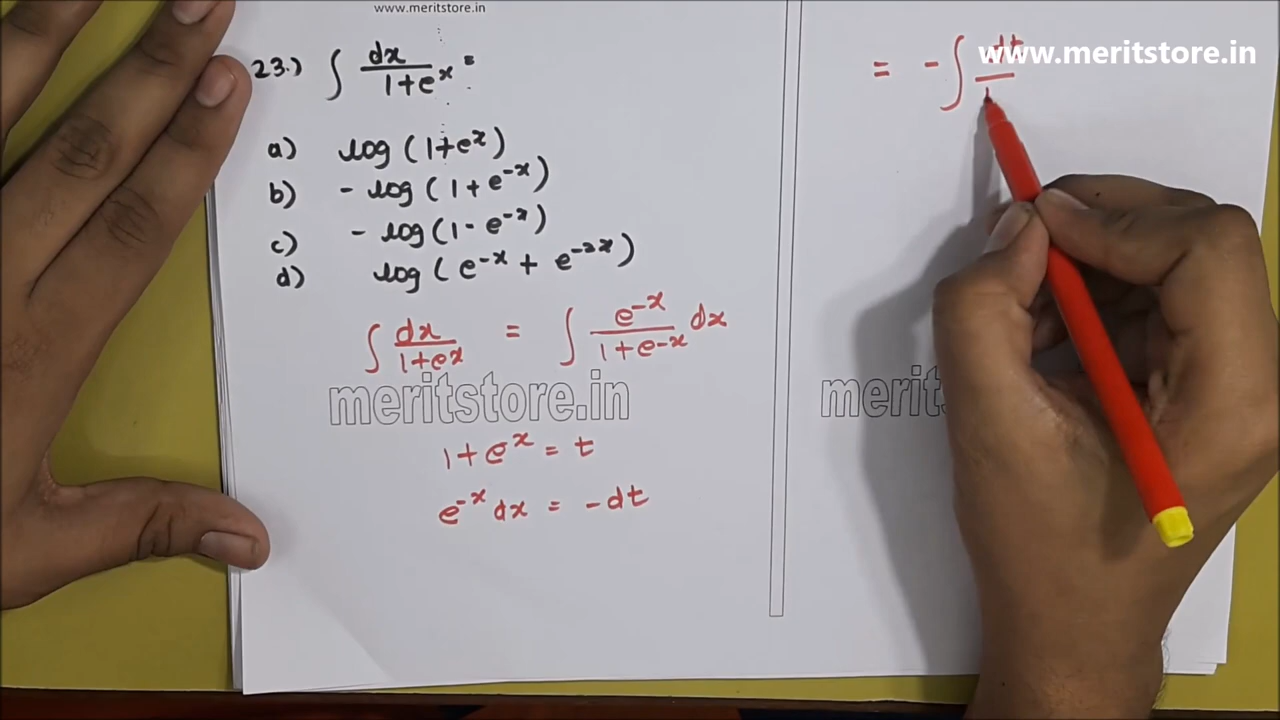 www.meritstore.in
23.) ∫ dx / 1+e^x =
a) log (1+e^x)
b) - log (1 + e^-x)
c) - log (1 - e^-x)
d) log ( e^-x + e^-2x )
∫ dx / 1+e^x = ∫ e^-x / 1+e^-x dx
meritstore.in
1+e^x = t
e^-x dx = -dt
www.meritstore.in
= - ∫ dt /